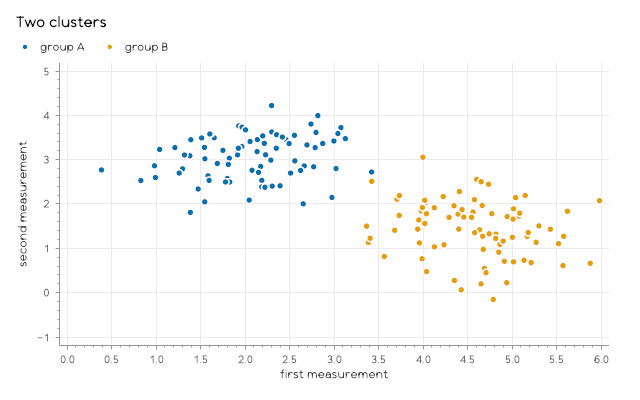 Two clusters
group A group B
5
4
3
2
1
0
−1
second measurement
0.0 0.5 1.0 1.5 2.0 2.5 3.0 3.5 4.0 4.5 5.0 5.5 6.0
first measurement